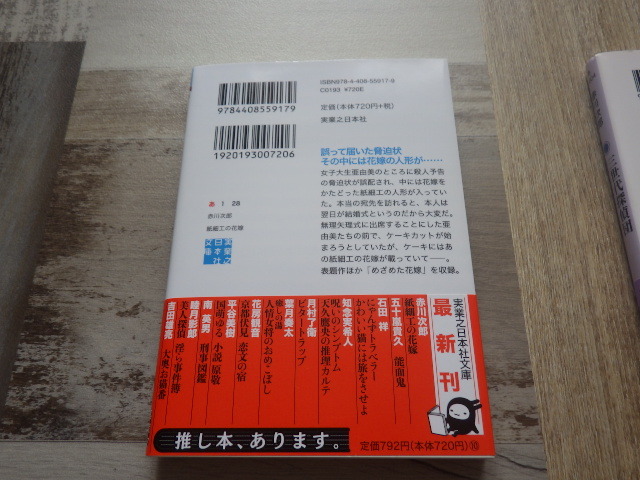 ISBN978-4-408-55917-9
C0193 ¥720E
定価(本体720円+税)
実業之日本社
9784408559179
1920193007206
誤って届いた脅迫状
その中には花嫁の人形が……
女子大生亜由美のところに殺人予告
の脅迫状が誤配され、中には花嫁を
かたどった紙細工の人形が入ってい
た。本当の宛先を訪れると、本人は
翌日が結婚式というのだから大変だ。
無理矢理式に出席することにした亜
由美たちの前で、ケーキカットが始
まろうとしていたが、ケーキにはあ
の紙細工の花嫁が載っていて――。
表題作ほか「めざめた花嫁」を収録。
あ 1 28
赤川次郎
紙細工の花嫁
実業之
日本社
文庫
実業之日本社文庫
最新刊
赤川次郎
紙細工の花嫁
五十嵐貴久
能面鬼
石田 祥
にゃんずトラベラー
かわいい猫には旅をさせよ
知念実希人
呪いのシンプトム
天久鷹央の推理カルテ
月村了衛
ビタートラップ
葉月奏太
癒しの湯
人情女将のおめこぼし
花房観音
京都伏見 恋文の宿
平谷美樹
国萌ゆる 小説 原敬
南 英男
刑事図鑑
睦月影郎
美人探偵 淫ら事件簿
吉田雄亮
大奥お猫番
推し本、あります。
定価792円(本体720円)⑩
三世代探偵団